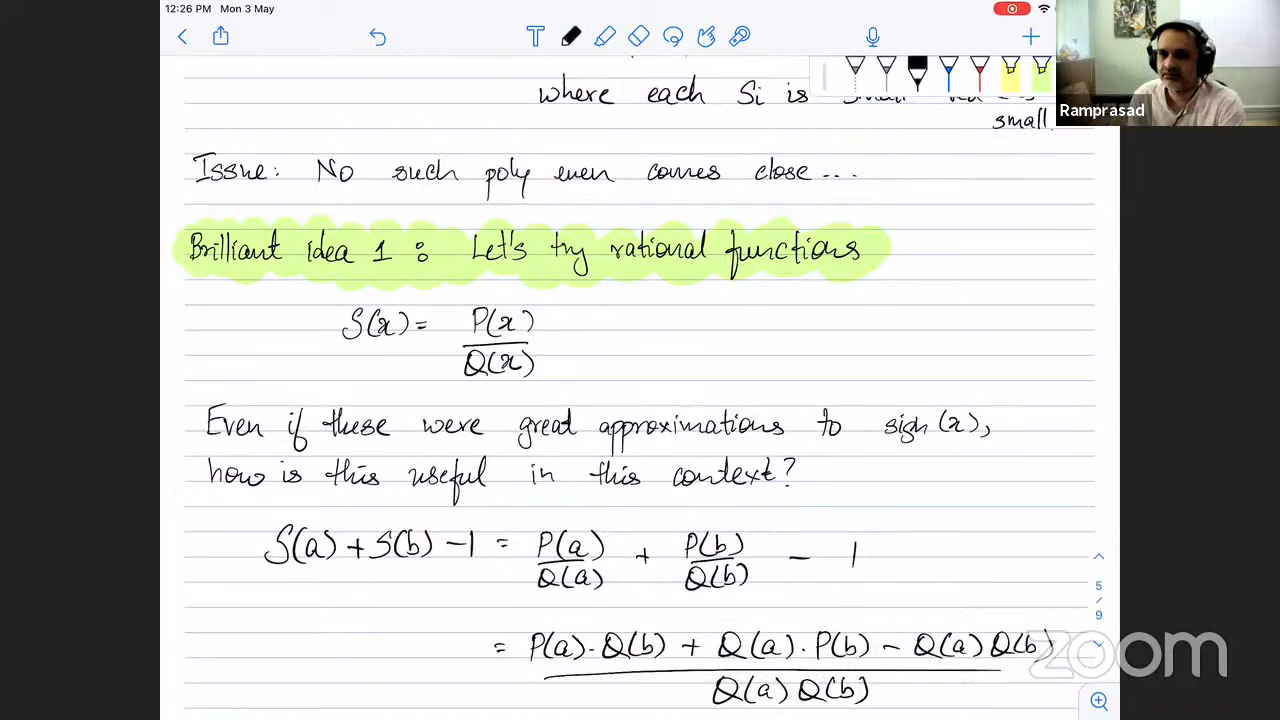 12:26 PM Mon 3 May
where each Si is
small.
Ramprasad
Issue: No such poly even comes close...
Brilliant idea 1 : Let's try rational functions
S(x) = P(x)
Q(x)
Even if these were great approximations to sign(x),
how is this useful in this context?
S(a) + S(b) - 1 = P(a) + P(b) - 1
Q(a) Q(b)
5
/
9
= P(a)·Q(b) + Q(a)·P(b) - Q(a)Q(b)
Q(a) Q(b)
zoom